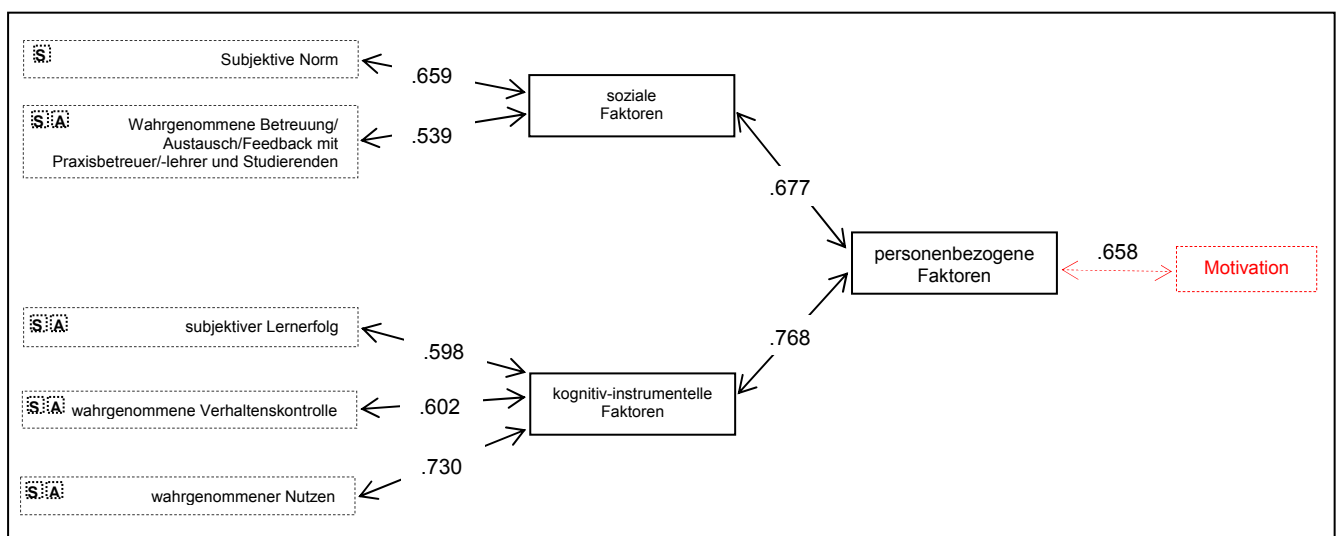 S
Subjektive Norm
.659
soziale
Faktoren
S A
Wahrgenommene Betreuung/
Austausch/Feedback mit
Praxisbetreuer/-lehrer und Studierenden
.539
.677
personenbezogene
Faktoren
.658
Motivation
S A
subjektiver Lernerfolg
.598
.768
S A
wahrgenommene Verhaltenskontrolle
.602
kognitiv-instrumentelle
Faktoren
.730
S A
wahrgenommener Nutzen